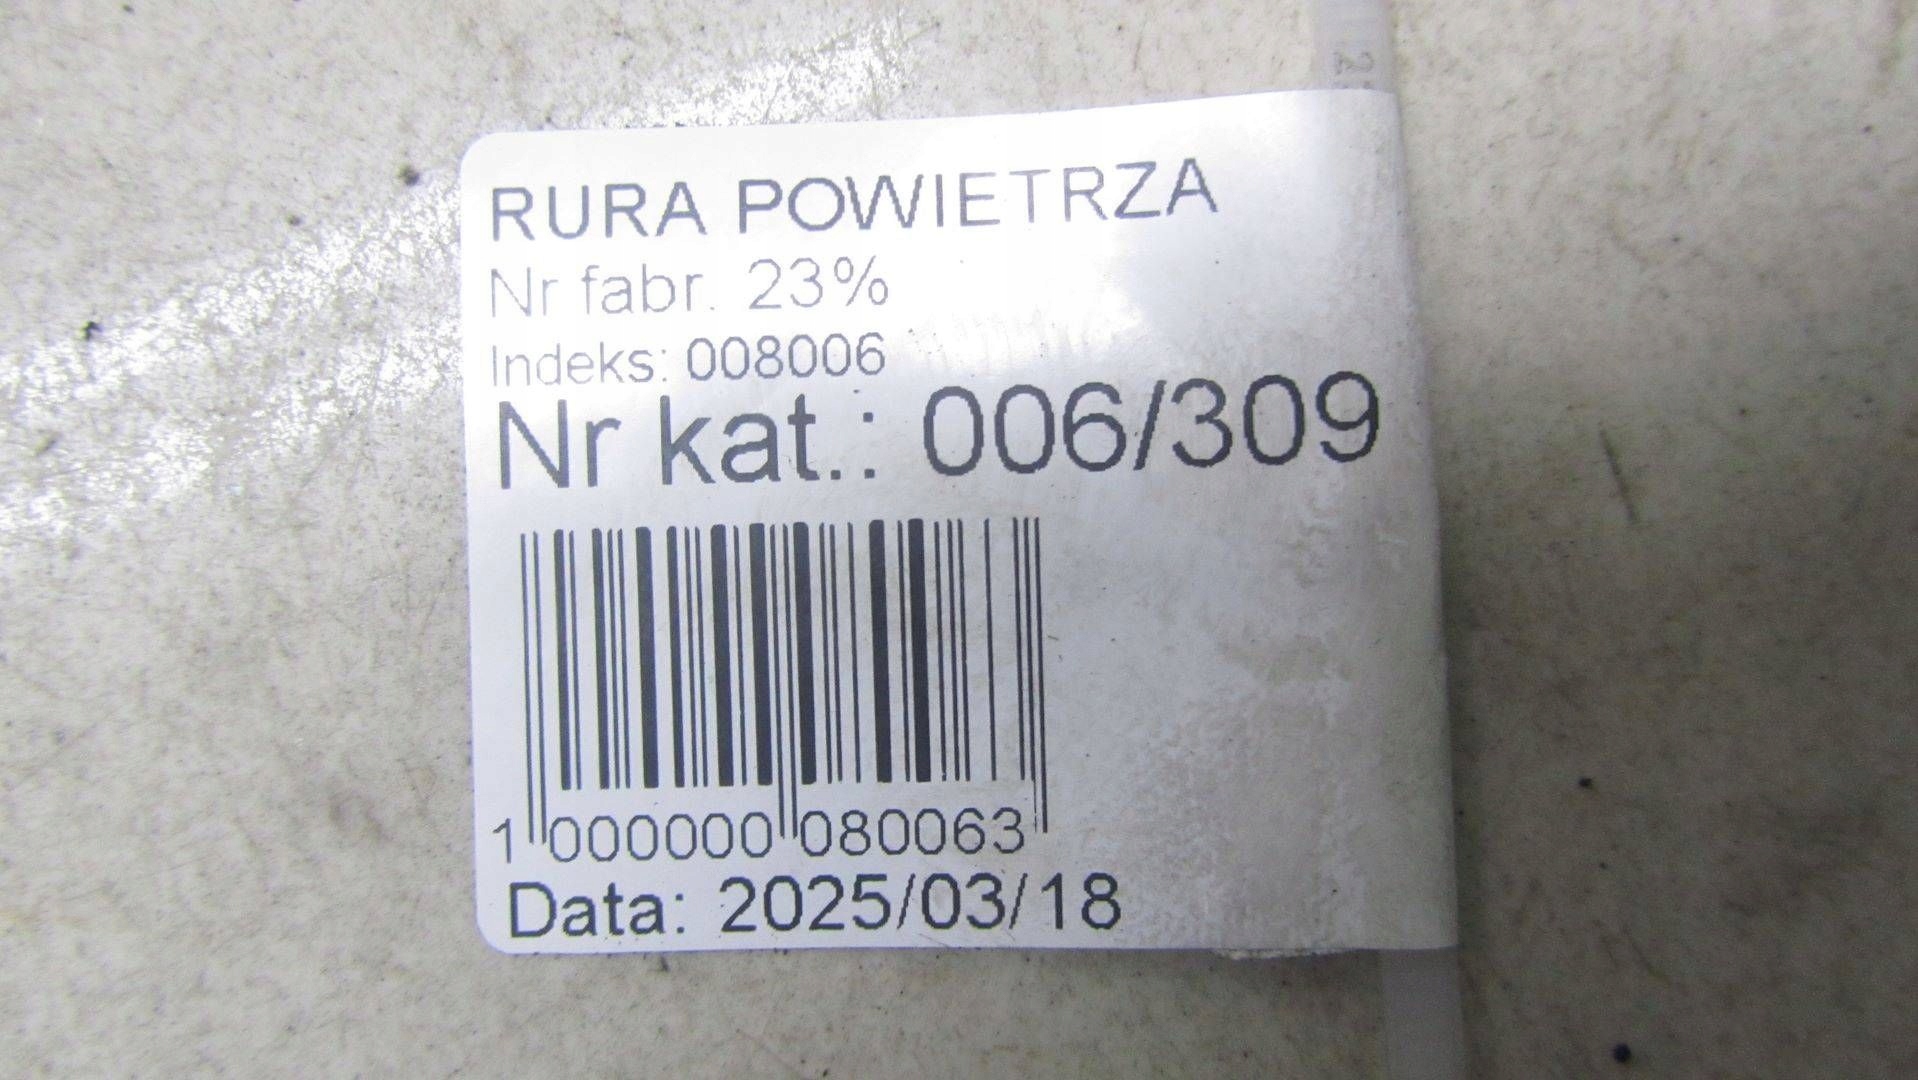 RURA POWIETRZA
Nr fabr. 23%
Indeks: 008006
Nr kat.: 006/309
1 000000 080063
Data: 2025/03/18